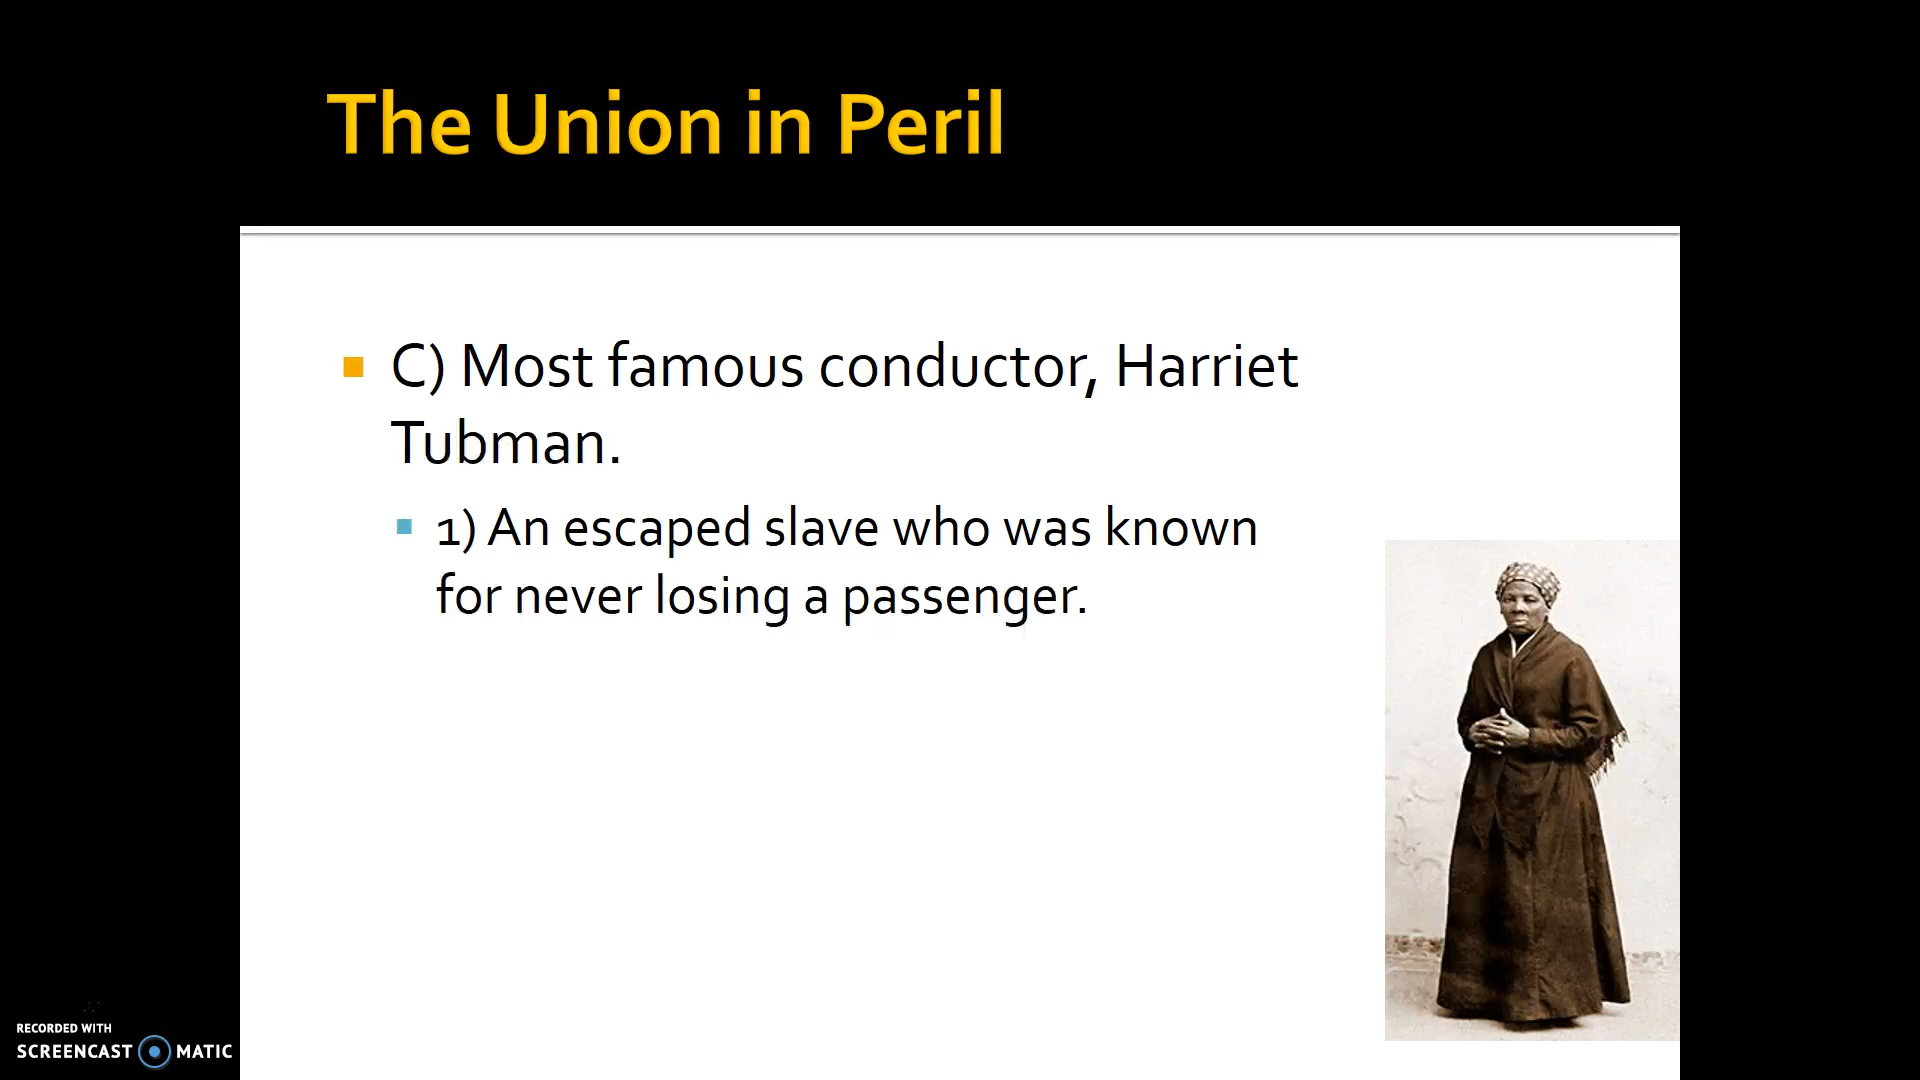 The Union in Peril
C) Most famous conductor, Harriet
Tubman.
1) An escaped slave who was known
for never losing a passenger.
RECORDED WITH
SCREENCAST MATIC